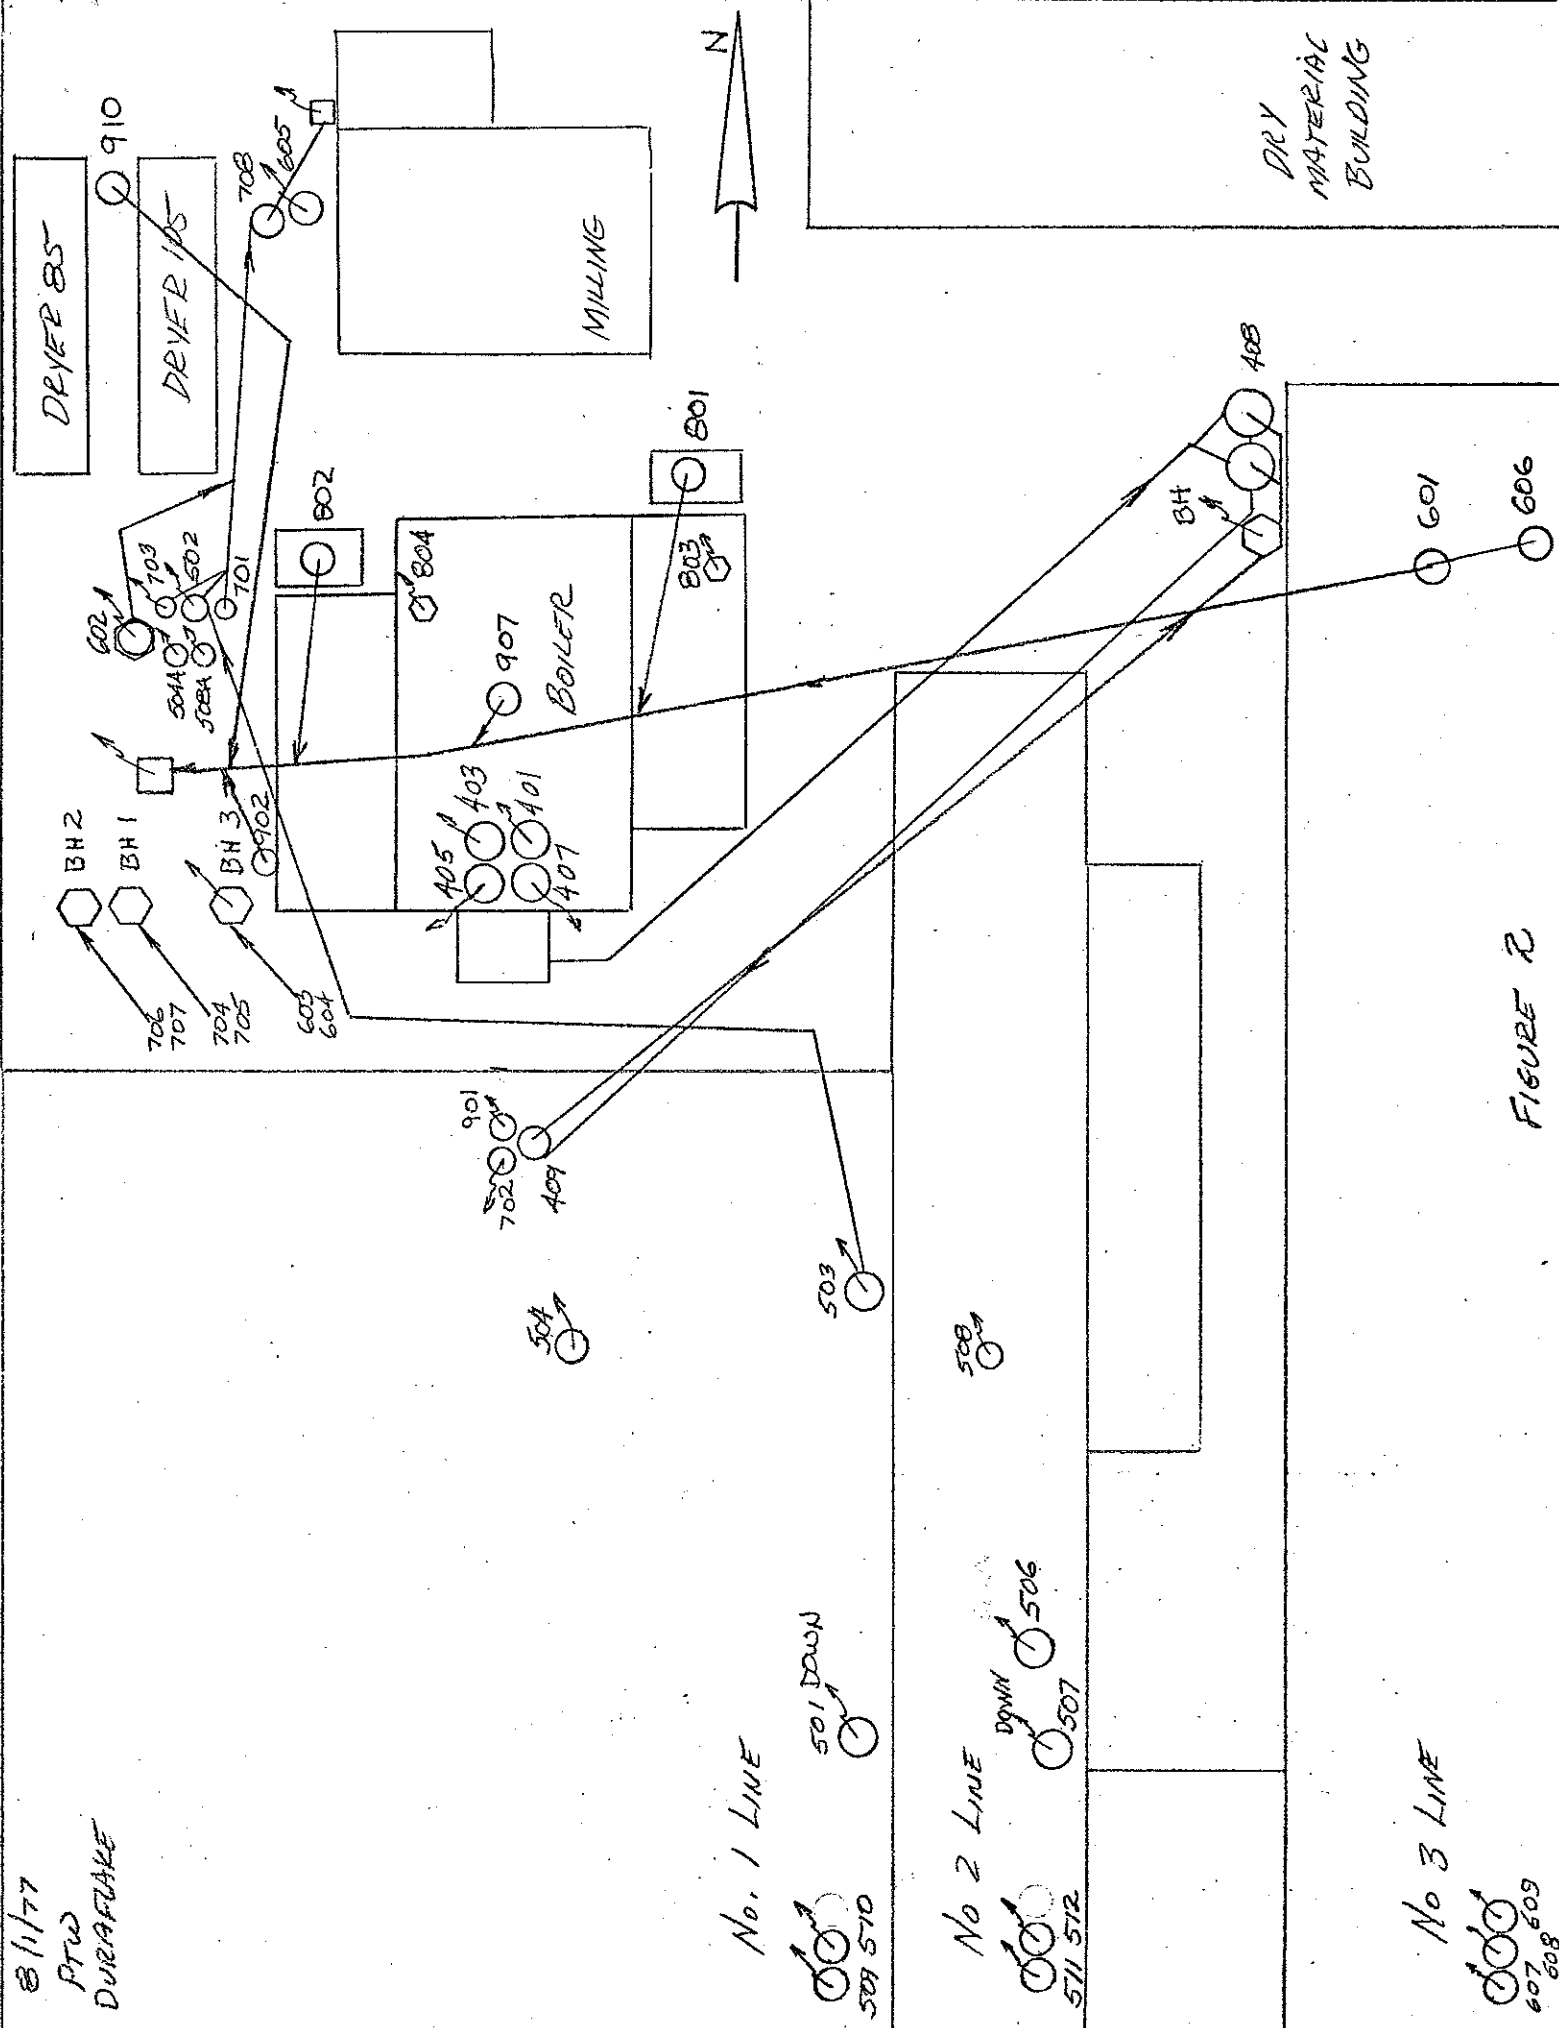 8/1/77
PTW
DURAFLAKE
DRYER 85
910
DRYER 105
708
605
N
DRY
MATERIAL
BUILDING
MILLING
602
703
502
701
504A
508A
802
804
801
803
907
BOILER
408
BH
601
606
BH 2
BH 1
BH 3
902
403
401
405
407
706
707
704
705
603
604
901
702
409
504
503
508
FIGURE 2
501 DOWN
506
DOWN
507
No. 1 LINE
509 510
No 2 LINE
511 512
No 3 LINE
607 608 609